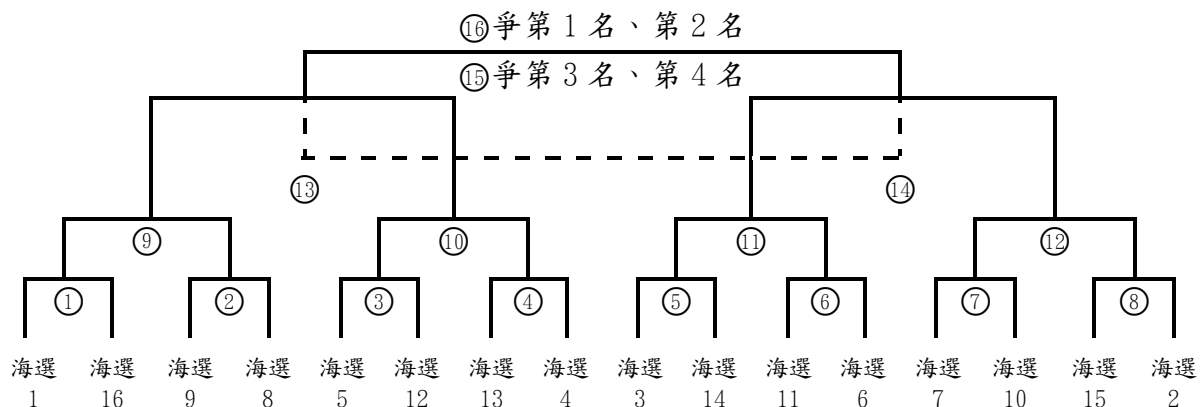 ⑯爭第1名、第2名
⑮爭第3名、第4名
⑬ ⑭
⑨ ⑩ ⑪ ⑫
① ② ③ ④ ⑤ ⑥ ⑦ ⑧
海選 海選 海選 海選 海選 海選 海選 海選 海選 海選 海選 海選 海選 海選 海選 海選
1 16 9 8 5 12 13 4 3 14 11 6 7 10 15 2